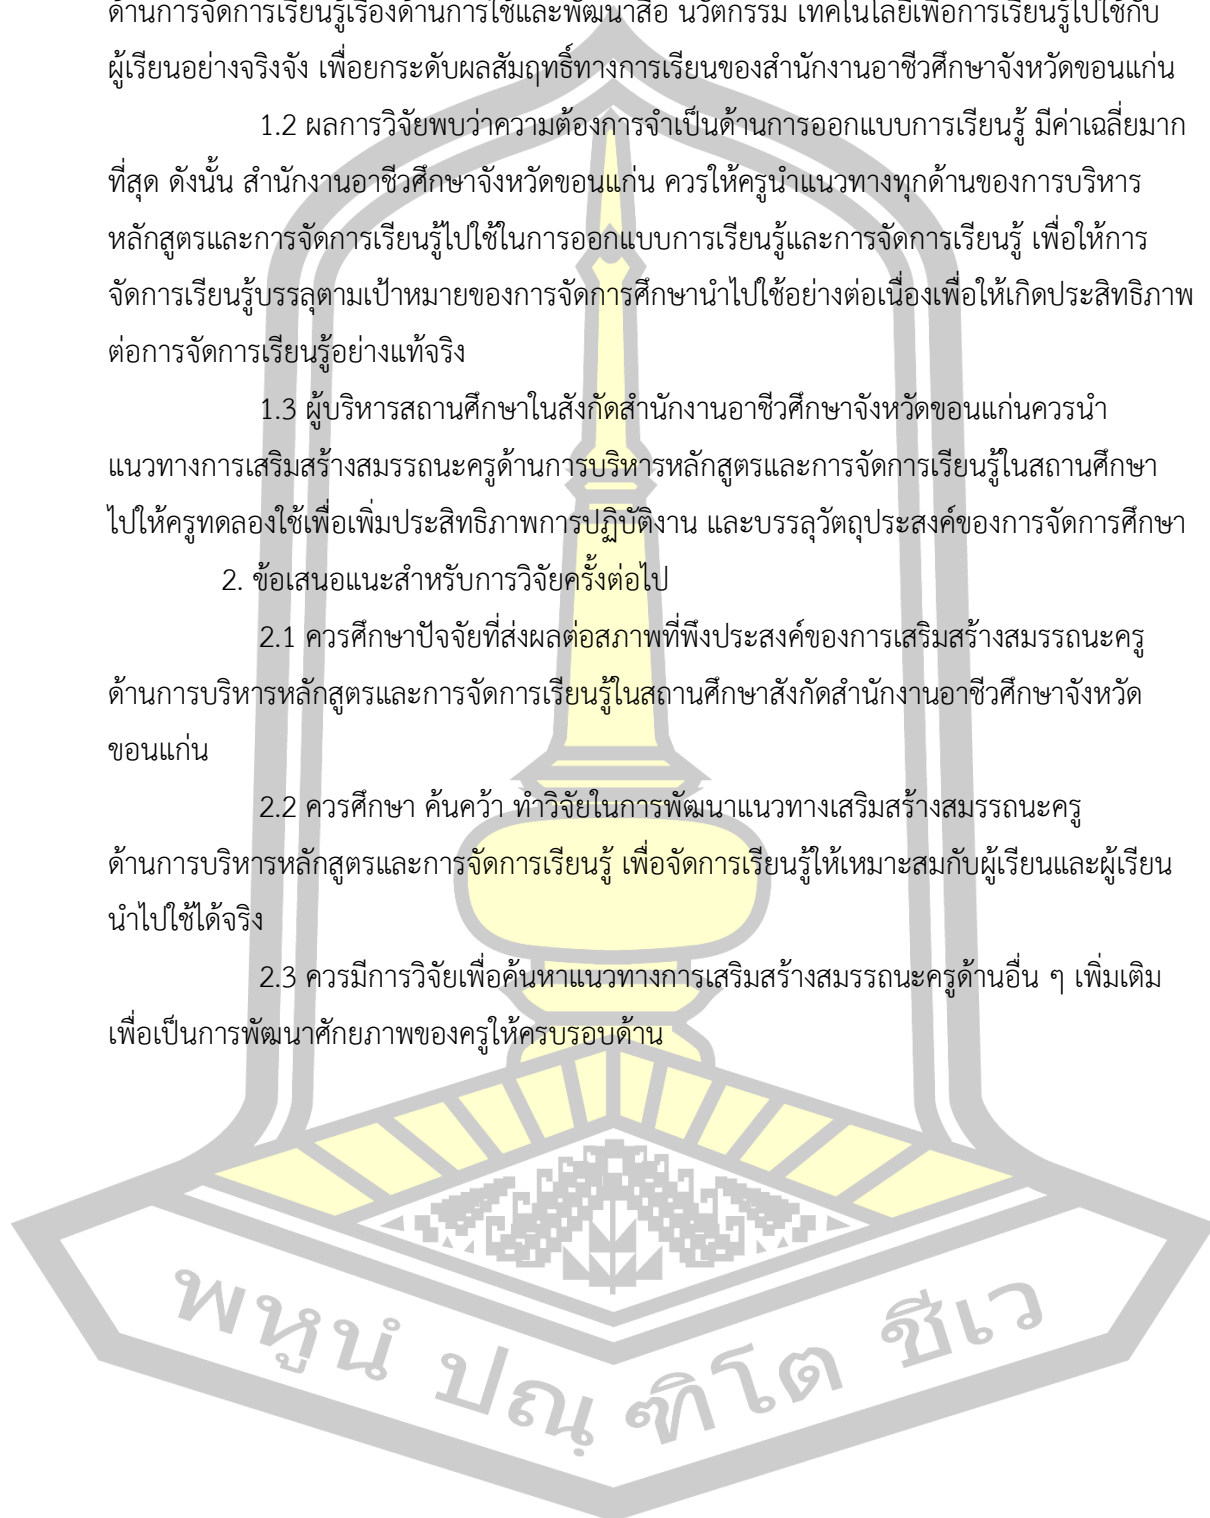 ด้านการจัดการเรียนรู้เรื่องด้านการใช้และพัฒนาสื่อ นวัตกรรม เทคโนโลยีเพื่อการเรียนรู้ไปใช้กับ
ผู้เรียนอย่างจริงจัง เพื่อยกระดับผลสัมฤทธิ์ทางการเรียนของสำนักงานอาชีวศึกษาจังหวัดขอนแก่น
1.2 ผลการวิจัยพบว่าความต้องการจำเป็นด้านการออกแบบการเรียนรู้ มีค่าเฉลี่ยมาก
ที่สุด ดังนั้น สำนักงานอาชีวศึกษาจังหวัดขอนแก่น ควรให้ครูนำแนวทางทุกด้านของการบริหาร
หลักสูตรและการจัดการเรียนรู้ไปใช้ในการออกแบบการเรียนรู้และการจัดการเรียนรู้ เพื่อให้การ
จัดการเรียนรู้บรรลุตามเป้าหมายของการจัดการศึกษานำไปใช้อย่างต่อเนื่องเพื่อให้เกิดประสิทธิภาพ
ต่อการจัดการเรียนรู้อย่างแท้จริง
1.3 ผู้บริหารสถานศึกษาในสังกัดสำนักงานอาชีวศึกษาจังหวัดขอนแก่นควรนำ
แนวทางการเสริมสร้างสมรรถนะครูด้านการบริหารหลักสูตรและการจัดการเรียนรู้ในสถานศึกษา
ไปให้ครูทดลองใช้เพื่อเพิ่มประสิทธิภาพการปฏิบัติงาน และบรรลุวัตถุประสงค์ของการจัดการศึกษา
2. ข้อเสนอแนะสำหรับการวิจัยครั้งต่อไป
2.1 ควรศึกษาปัจจัยที่ส่งผลต่อสภาพที่พึงประสงค์ของการเสริมสร้างสมรรถนะครู
ด้านการบริหารหลักสูตรและการจัดการเรียนรู้ในสถานศึกษาสังกัดสำนักงานอาชีวศึกษาจังหวัด
ขอนแก่น
2.2 ควรศึกษา ค้นคว้า ทำวิจัยในการพัฒนาแนวทางเสริมสร้างสมรรถนะครู
ด้านการบริหารหลักสูตรและการจัดการเรียนรู้ เพื่อจัดการเรียนรู้ให้เหมาะสมกับผู้เรียนและผู้เรียน
นำไปใช้ได้จริง
2.3 ควรมีการวิจัยเพื่อค้นหาแนวทางการเสริมสร้างสมรรถนะครูด้านอื่น ๆ เพิ่มเติม
เพื่อเป็นการพัฒนาศักยภาพของครูให้ครบรอบด้าน
พหูนํ ปณฺฑิโต ชีเว